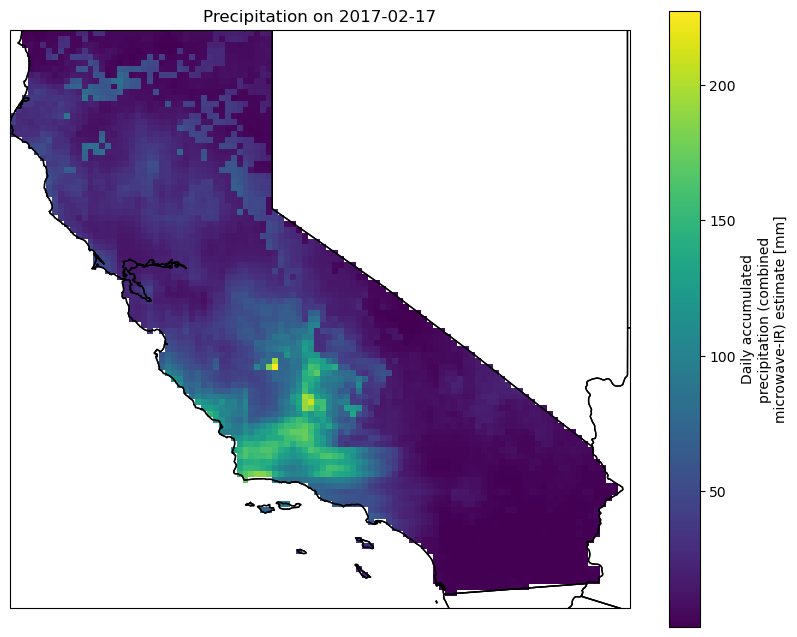 Precipitation on 2017-02-17
200
150
100
50
Daily accumulated
precipitation (combined
microwave-IR) estimate [mm]